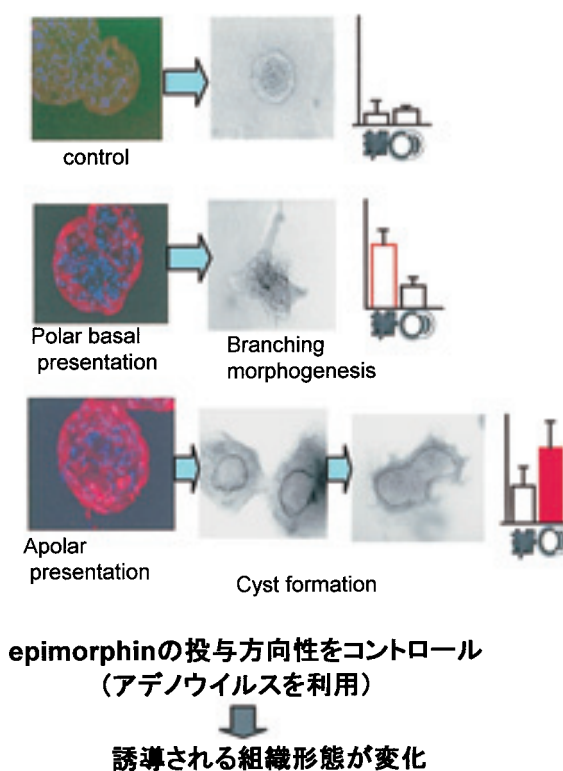 control
Polar basal
presentation
Branching
morphogenesis
Apolar
presentation
Cyst formation
epimorphinの投与方向性をコントロール
（アデノウイルスを利用）
誘導される組織形態が変化